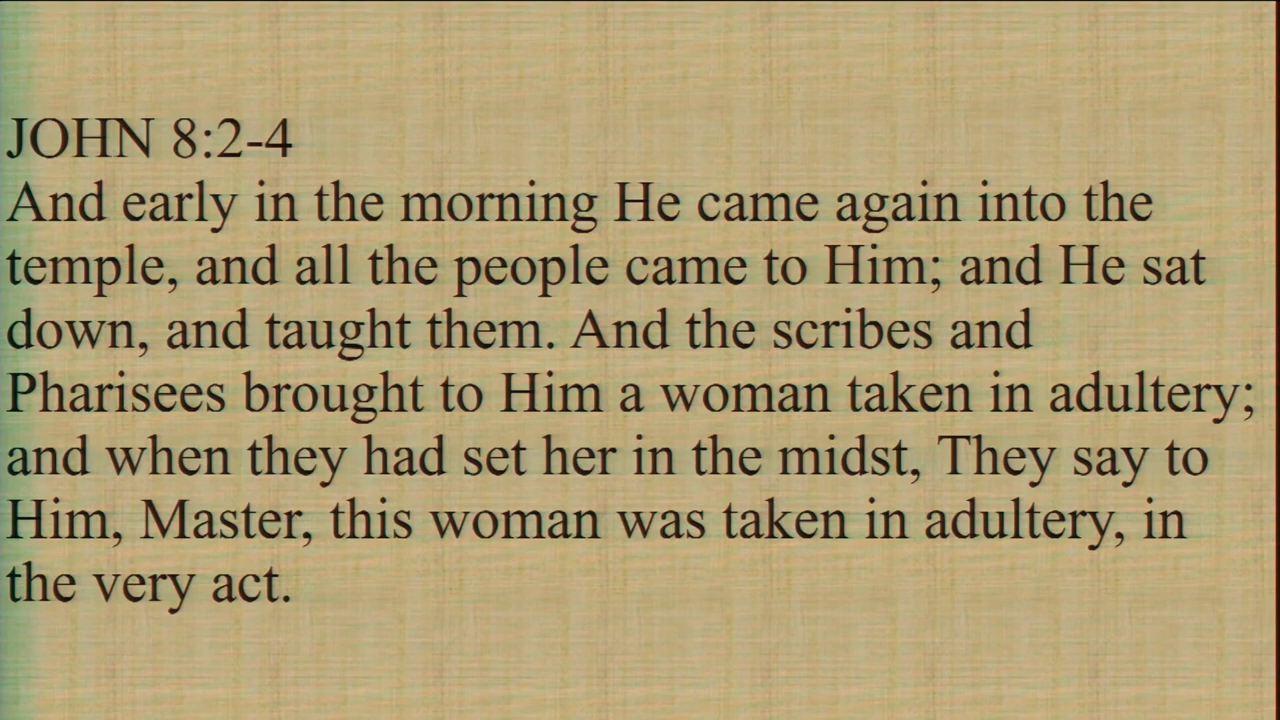 JOHN 8:2-4
And early in the morning He came again into the
temple, and all the people came to Him; and He sat
down, and taught them. And the scribes and
Pharisees brought to Him a woman taken in adultery;
and when they had set her in the midst, They say to
Him, Master, this woman was taken in adultery, in
the very act.